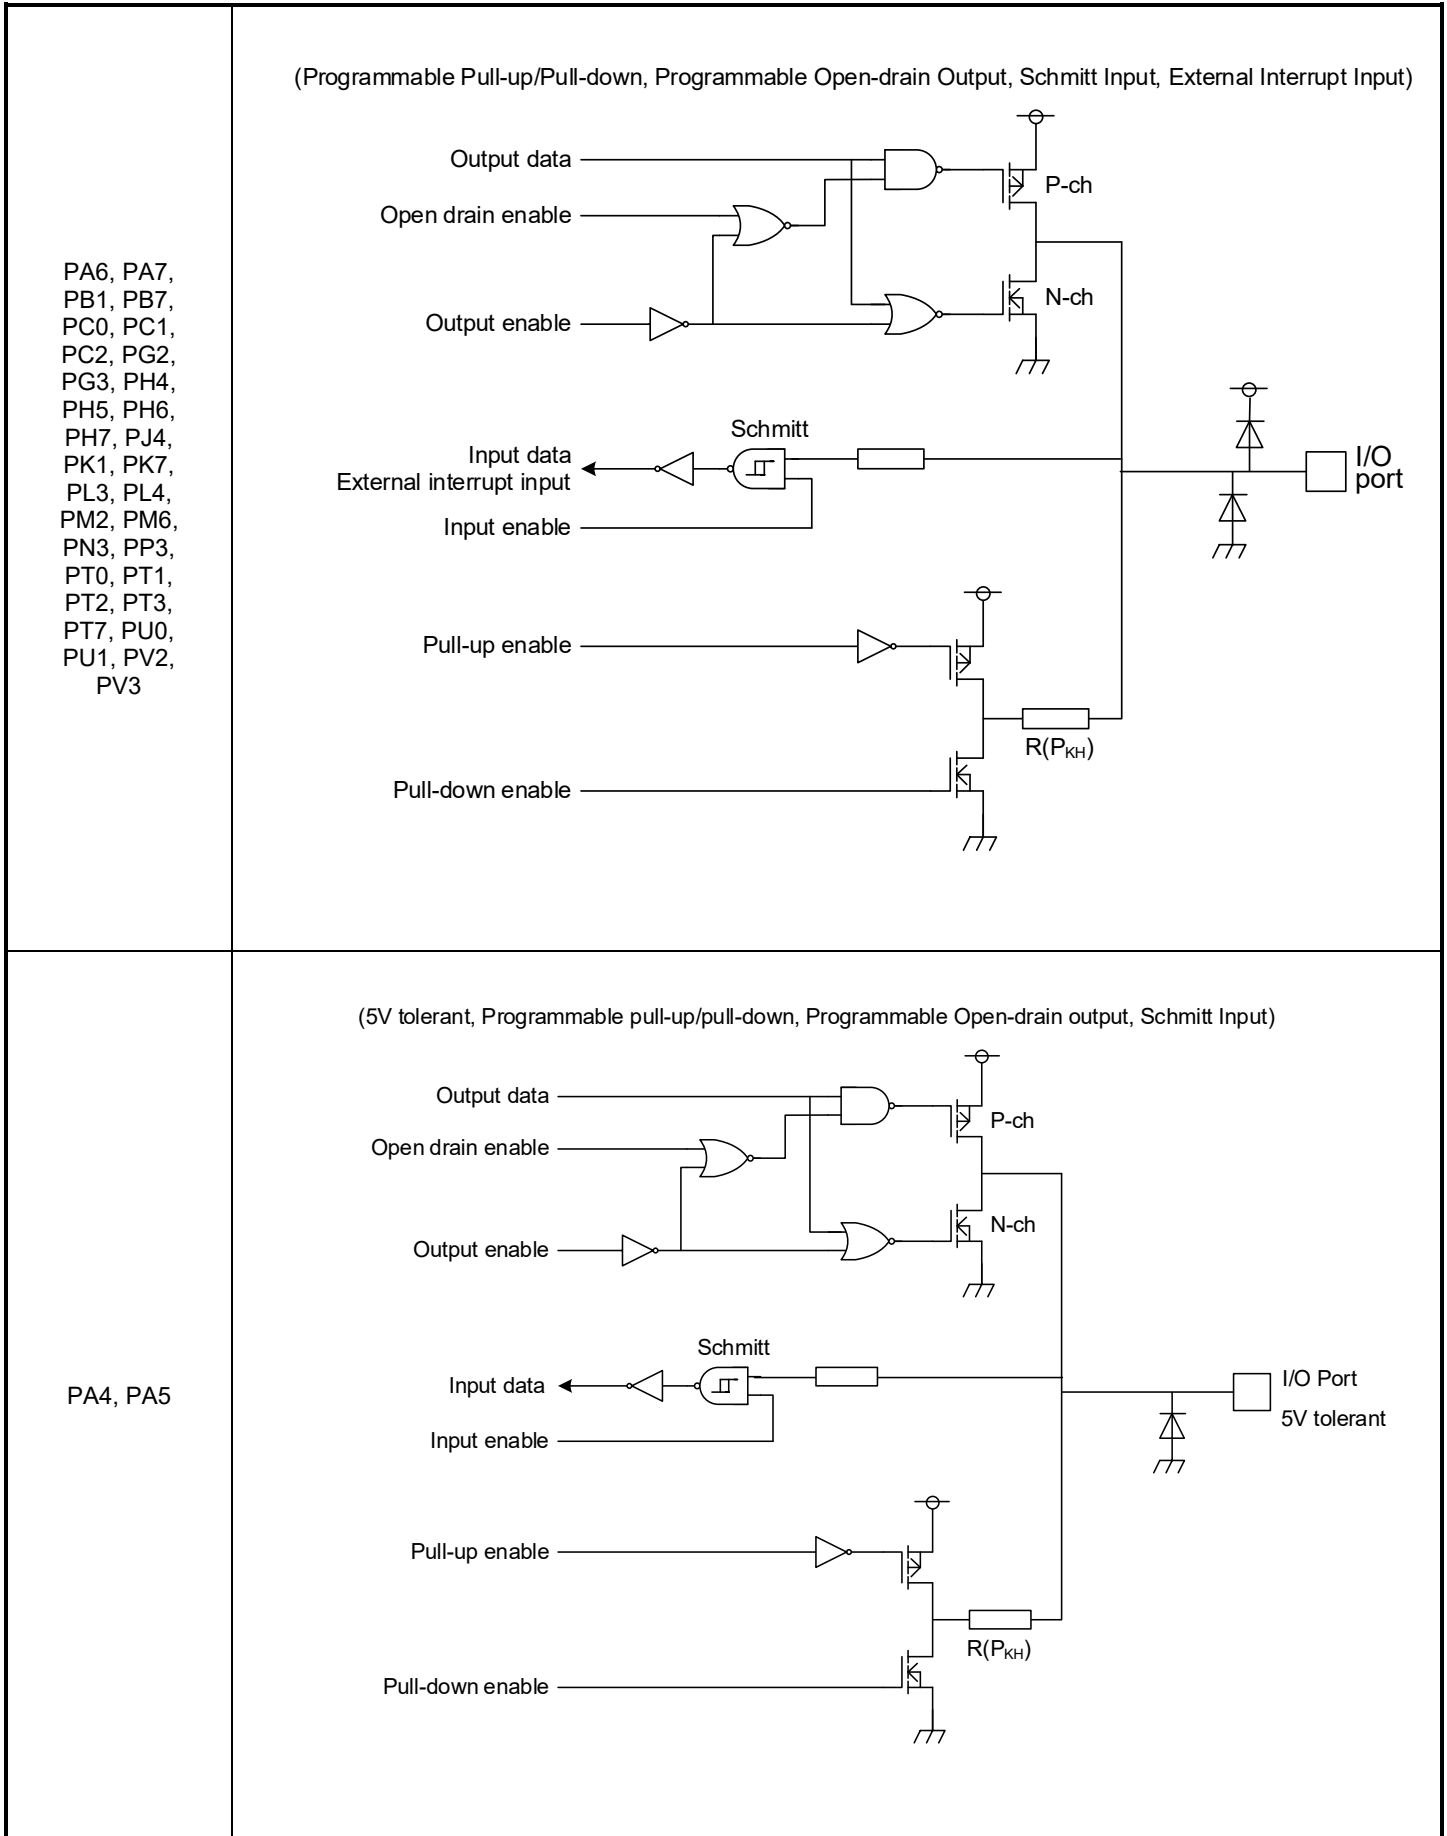 (Programmable Pull-up/Pull-down, Programmable Open-drain Output, Schmitt Input, External Interrupt Input)
PA6, PA7,
PB1, PB7,
PC0, PC1,
PC2, PG2,
PG3, PH4,
PH5, PH6,
PH7, PJ4,
PK1, PK7,
PL3, PL4,
PM2, PM6,
PN3, PP3,
PT0, PT1,
PT2, PT3,
PT7, PU0,
PU1, PV2,
PV3
Output data
P-ch
Open drain enable
N-ch
Output enable
Schmitt
Input data
External interrupt input
I/O
port
Input enable
Pull-up enable
R(PKH)
Pull-down enable
(5V tolerant, Programmable pull-up/pull-down, Programmable Open-drain output, Schmitt Input)
PA4, PA5
Output data
P-ch
Open drain enable
N-ch
Output enable
Schmitt
Input data
I/O Port
5V tolerant
Input enable
Pull-up enable
R(PKH)
Pull-down enable